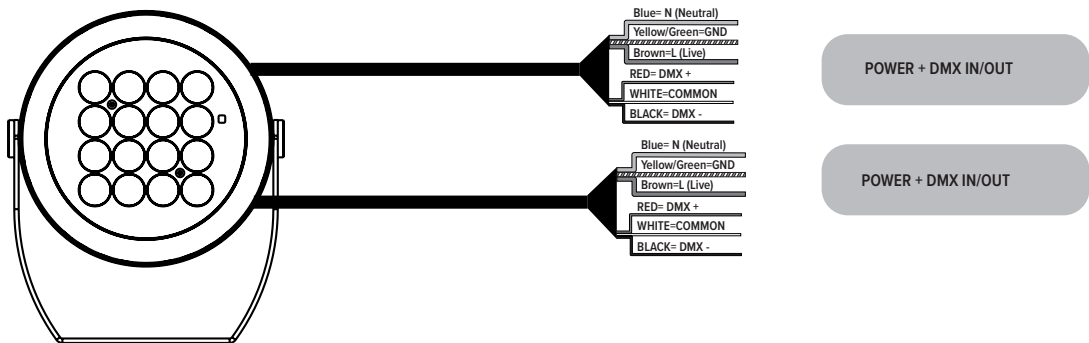 Blue= N (Neutral)
Yellow/Green=GND
Brown=L (Live)
RED= DMX +
WHITE=COMMON
BLACK= DMX -
POWER + DMX IN/OUT
Blue= N (Neutral)
Yellow/Green=GND
Brown=L (Live)
RED= DMX +
WHITE=COMMON
BLACK= DMX -
POWER + DMX IN/OUT